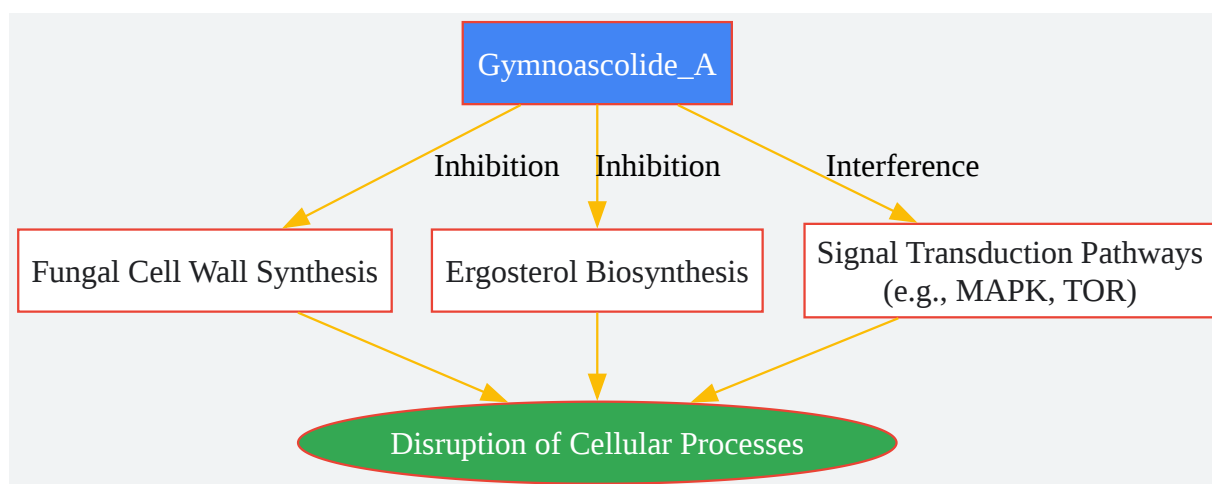 Gymnoascolide_A
Inhibition
Inhibition
Interference
Fungal Cell Wall Synthesis
Ergosterol Biosynthesis
Signal Transduction Pathways
(e.g., MAPK, TOR)
Disruption of Cellular Processes